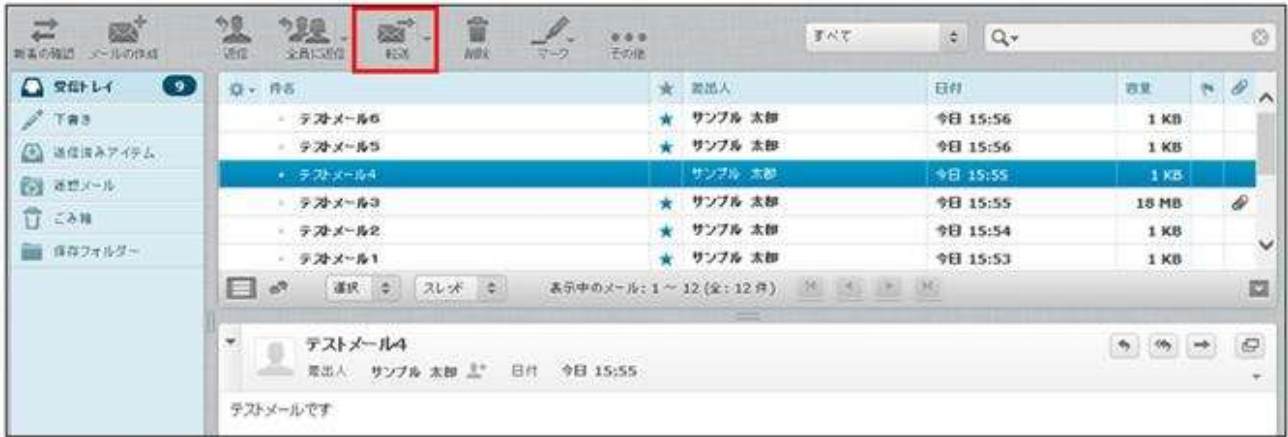 新着の確認 メールの作成 返信 全員に返信 転送 削除 マーク その他 すべて
受信トレイ 9
下書き
送信済みアイテム
迷惑メール
ごみ箱
保存フォルダー
件名 差出人 日付 容量
テストメール6 サンプル 太郎 今日 15:56 1 KB
テストメール5 サンプル 太郎 今日 15:56 1 KB
テストメール4 サンプル 太郎 今日 15:55 1 KB
テストメール3 サンプル 太郎 今日 15:55 18 MB
テストメール2 サンプル 太郎 今日 15:54 1 KB
テストメール1 サンプル 太郎 今日 15:53 1 KB
選択 スレッド 表示中のメール: 1 ~ 12 (全: 12 件)
テストメール4
差出人 サンプル 太郎 日付 今日 15:55
テストメールです